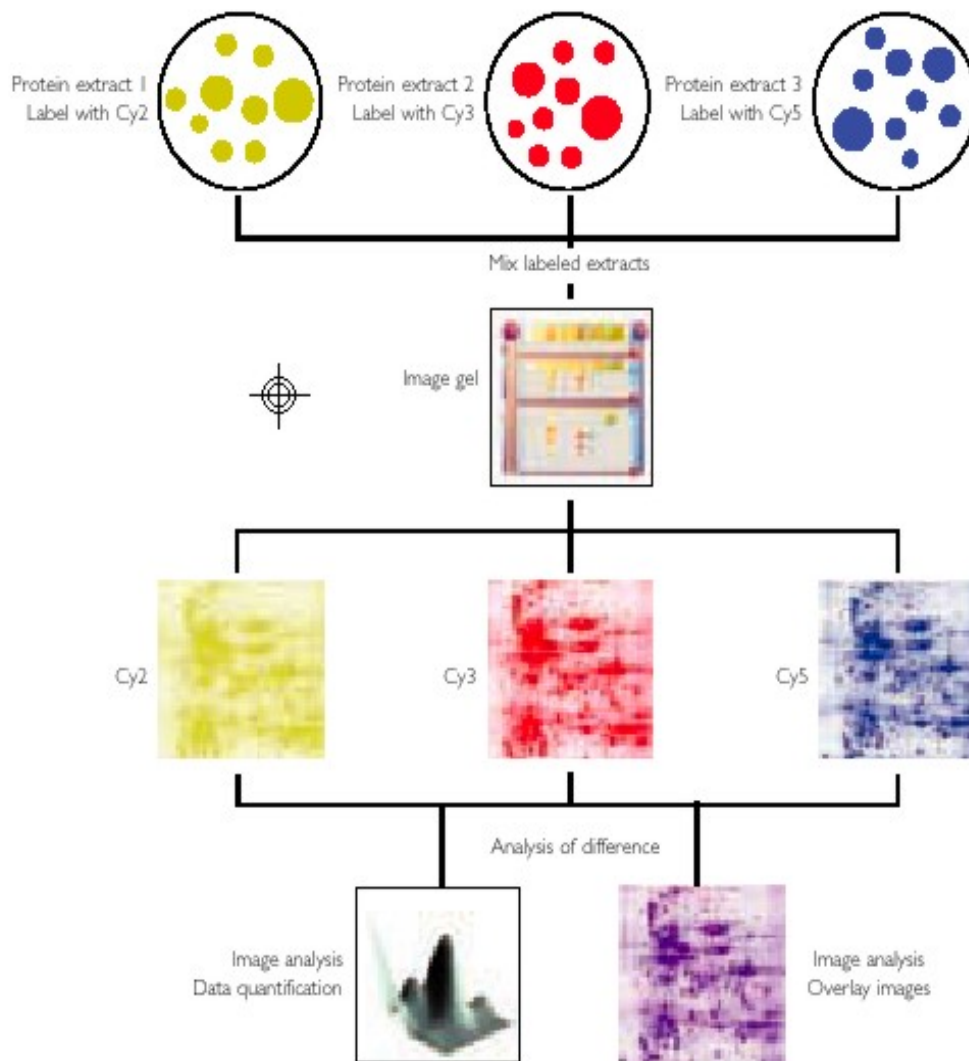 Protein extract 1
Label with Cy2
Protein extract 2
Label with Cy3
Protein extract 3
Label with Cy5
Mix labeled extracts
Image gel
Cy2
Cy3
Cy5
Analysis of difference
Image analysis
Data quantification
Image analysis
Overlay images